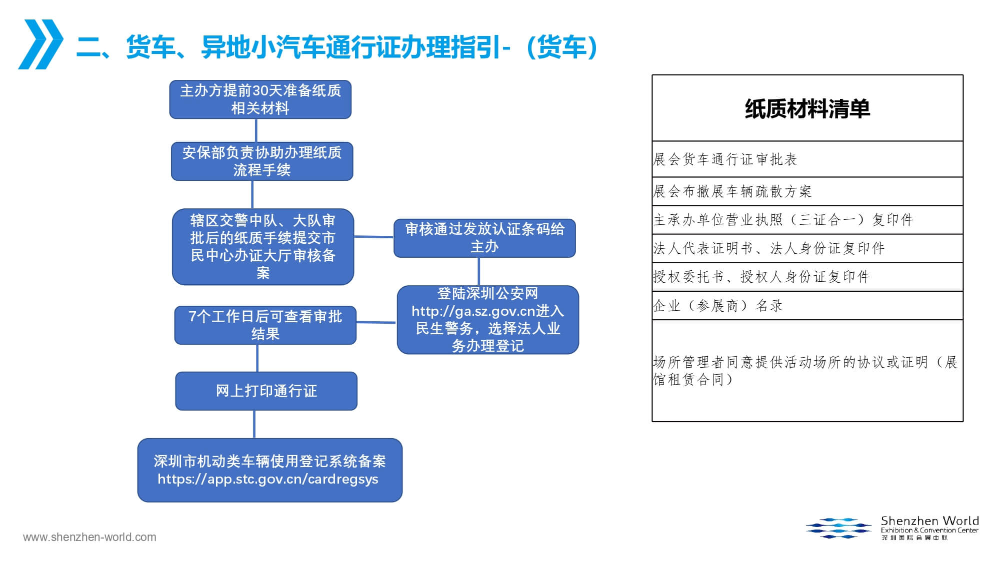 二、货车、异地小汽车通行证办理指引-（货车）
主办方提前30天准备纸质
相关材料
安保部负责协助办理纸质
流程手续
辖区交警中队、大队审
批后的纸质手续提交市
民中心办证大厅审核备
案
审核通过发放认证条码给
主办
登陆深圳公安网
http://ga.sz.gov.cn进入
民生警务，选择法人业
务办理登记
7个工作日后可查看审批
结果
网上打印通行证
深圳市机动类车辆使用登记系统备案
https://app.stc.gov.cn/cardregsys
纸质材料清单
展会货车通行证审批表
展会布撤展车辆疏散方案
主承办单位营业执照（三证合一）复印件
法人代表证明书、法人身份证复印件
授权委托书、授权人身份证复印件
企业（参展商）名录
场所管理者同意提供活动场所的协议或证明（展
馆租赁合同）
www.shenzhen-world.com
Shenzhen World
Exhibition & Convention Center
深圳国际会展中心